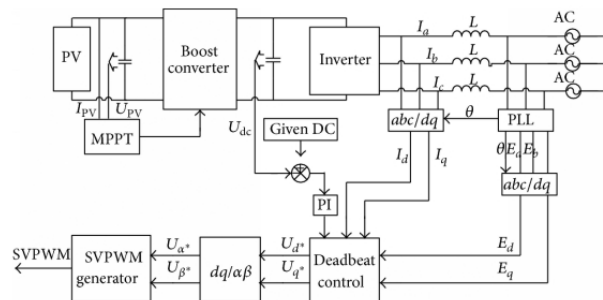 I_a L AC
PV Boost converter Inverter I_b L AC
I_c L AC
I_PV U_PV θ
MPPT U_dc Given DC abc/dq PLL
I_d I_q θ E_a E_b
abc/dq
PI
SVPWM SVPWM generator U_α* dq/αβ U_d* Deadbeat control E_d
U_β* U_q* E_q